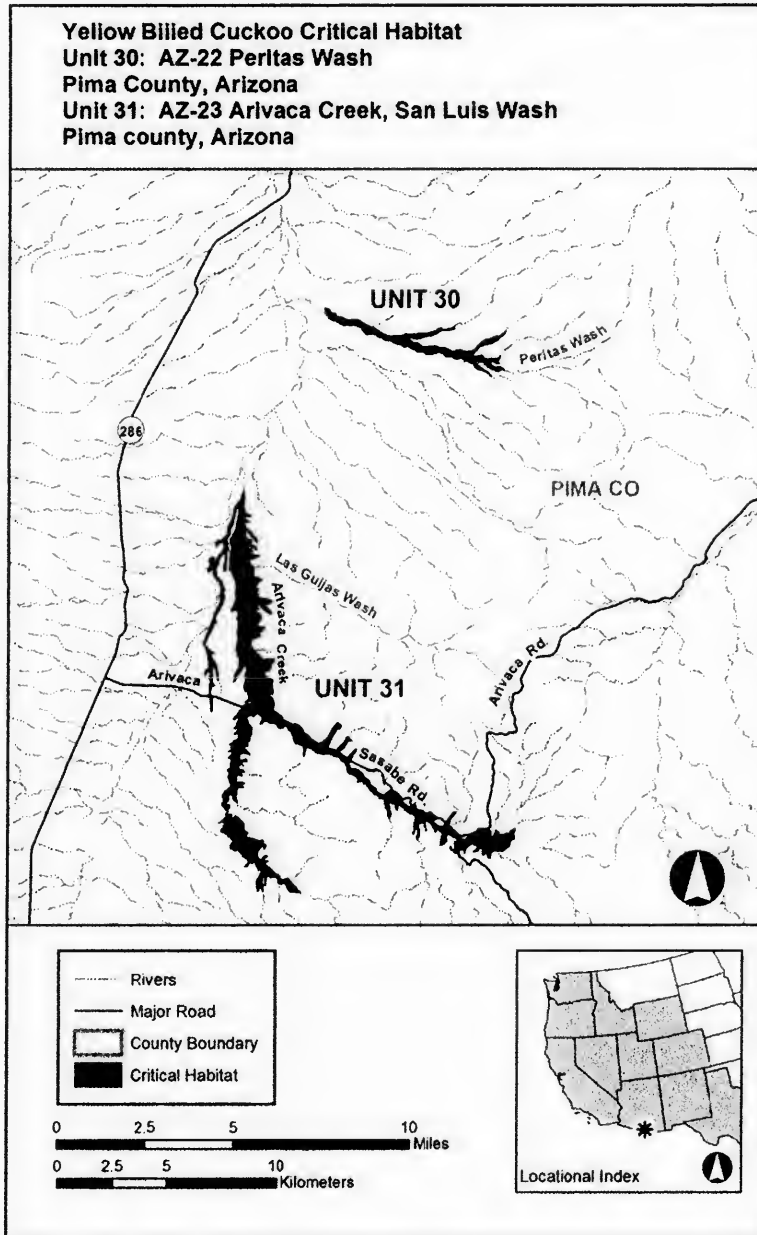 Yellow Billed Cuckoo Critical Habitat
Unit 30: AZ-22 Peritas Wash
Pima County, Arizona
Unit 31: AZ-23 Arivaca Creek, San Luis Wash
Pima county, Arizona
UNIT 30
Peritas Wash
286
PIMA CO
Las Guijas Wash
Arivaca Creek
Arivaca Rd.
Arivaca
UNIT 31
Sasabe Rd.
Rivers
Major Road
County Boundary
Critical Habitat
0 2.5 5 10
Miles
0 2.5 5 10
Kilometers
Locational Index